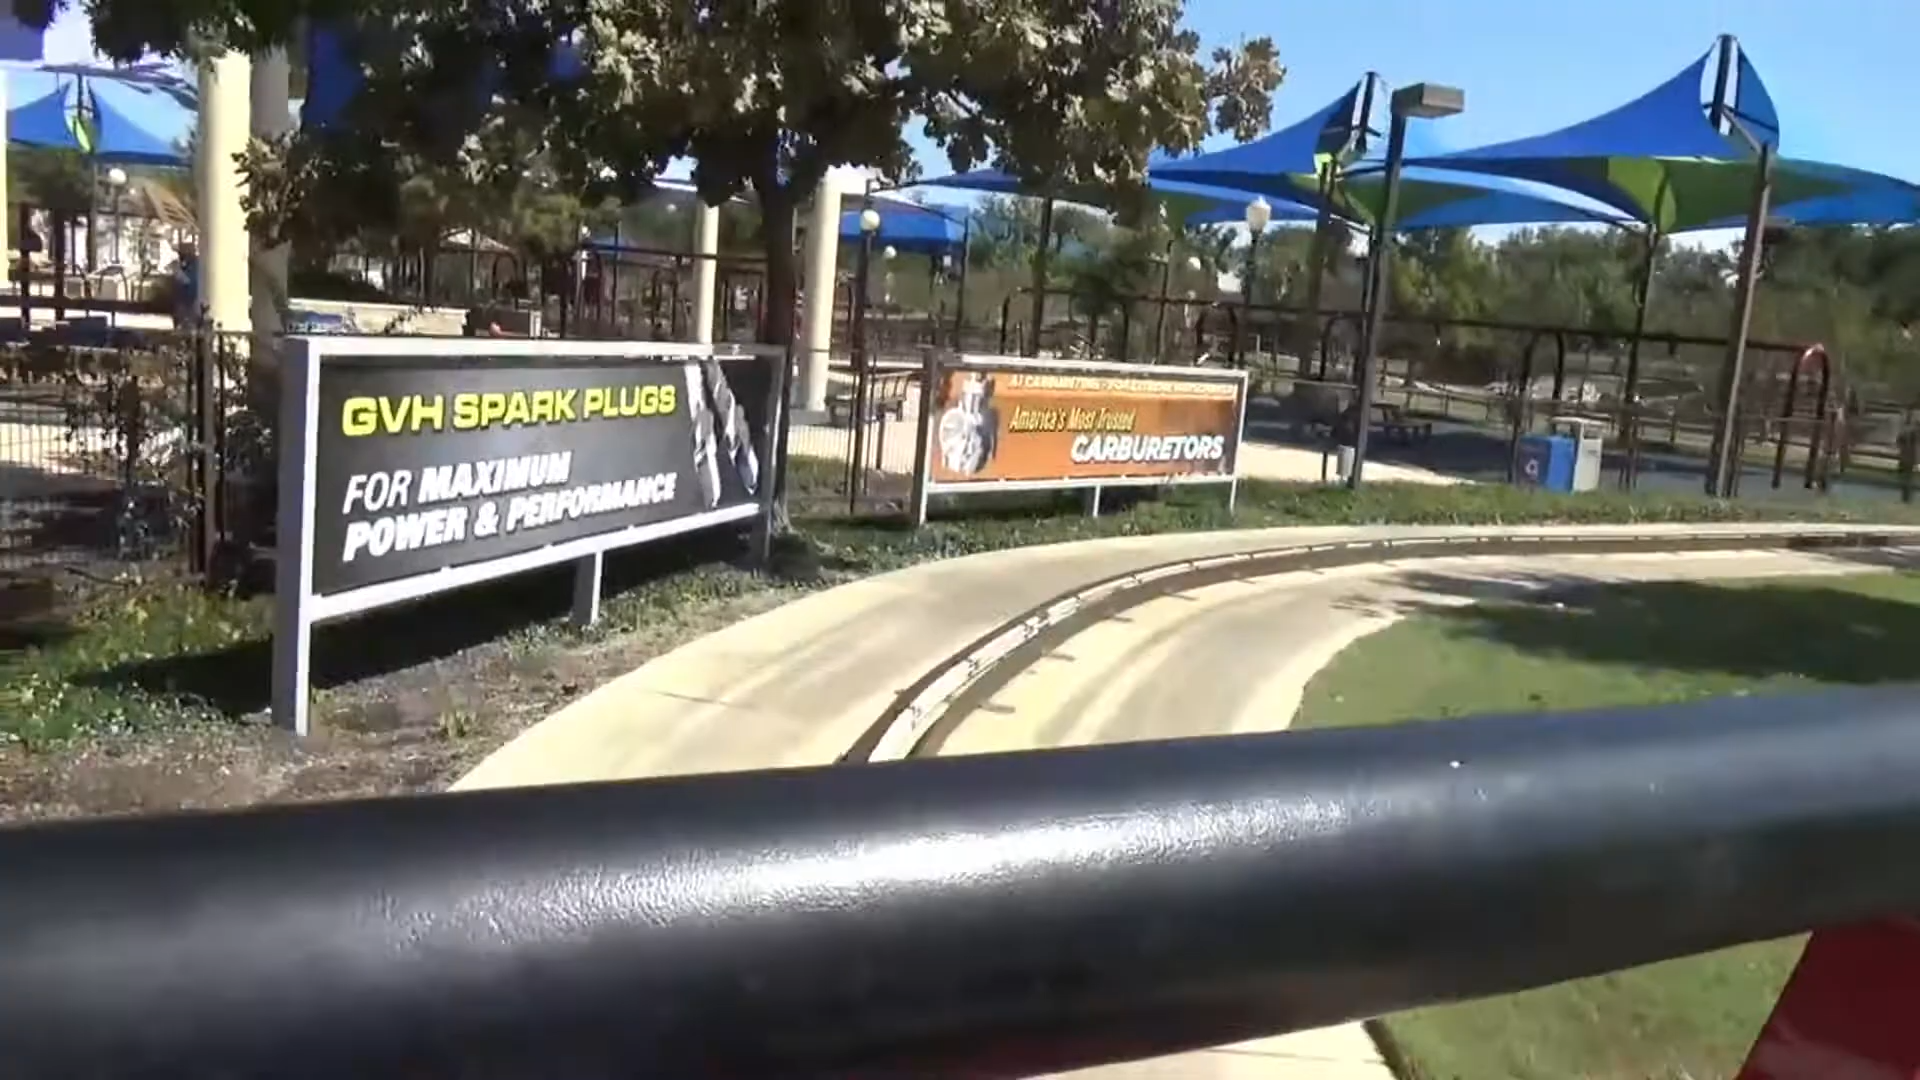 GVH SPARK PLUGS
FOR MAXIMUM
POWER & PERFORMANCE
America's Most Trusted
CARBURETORS